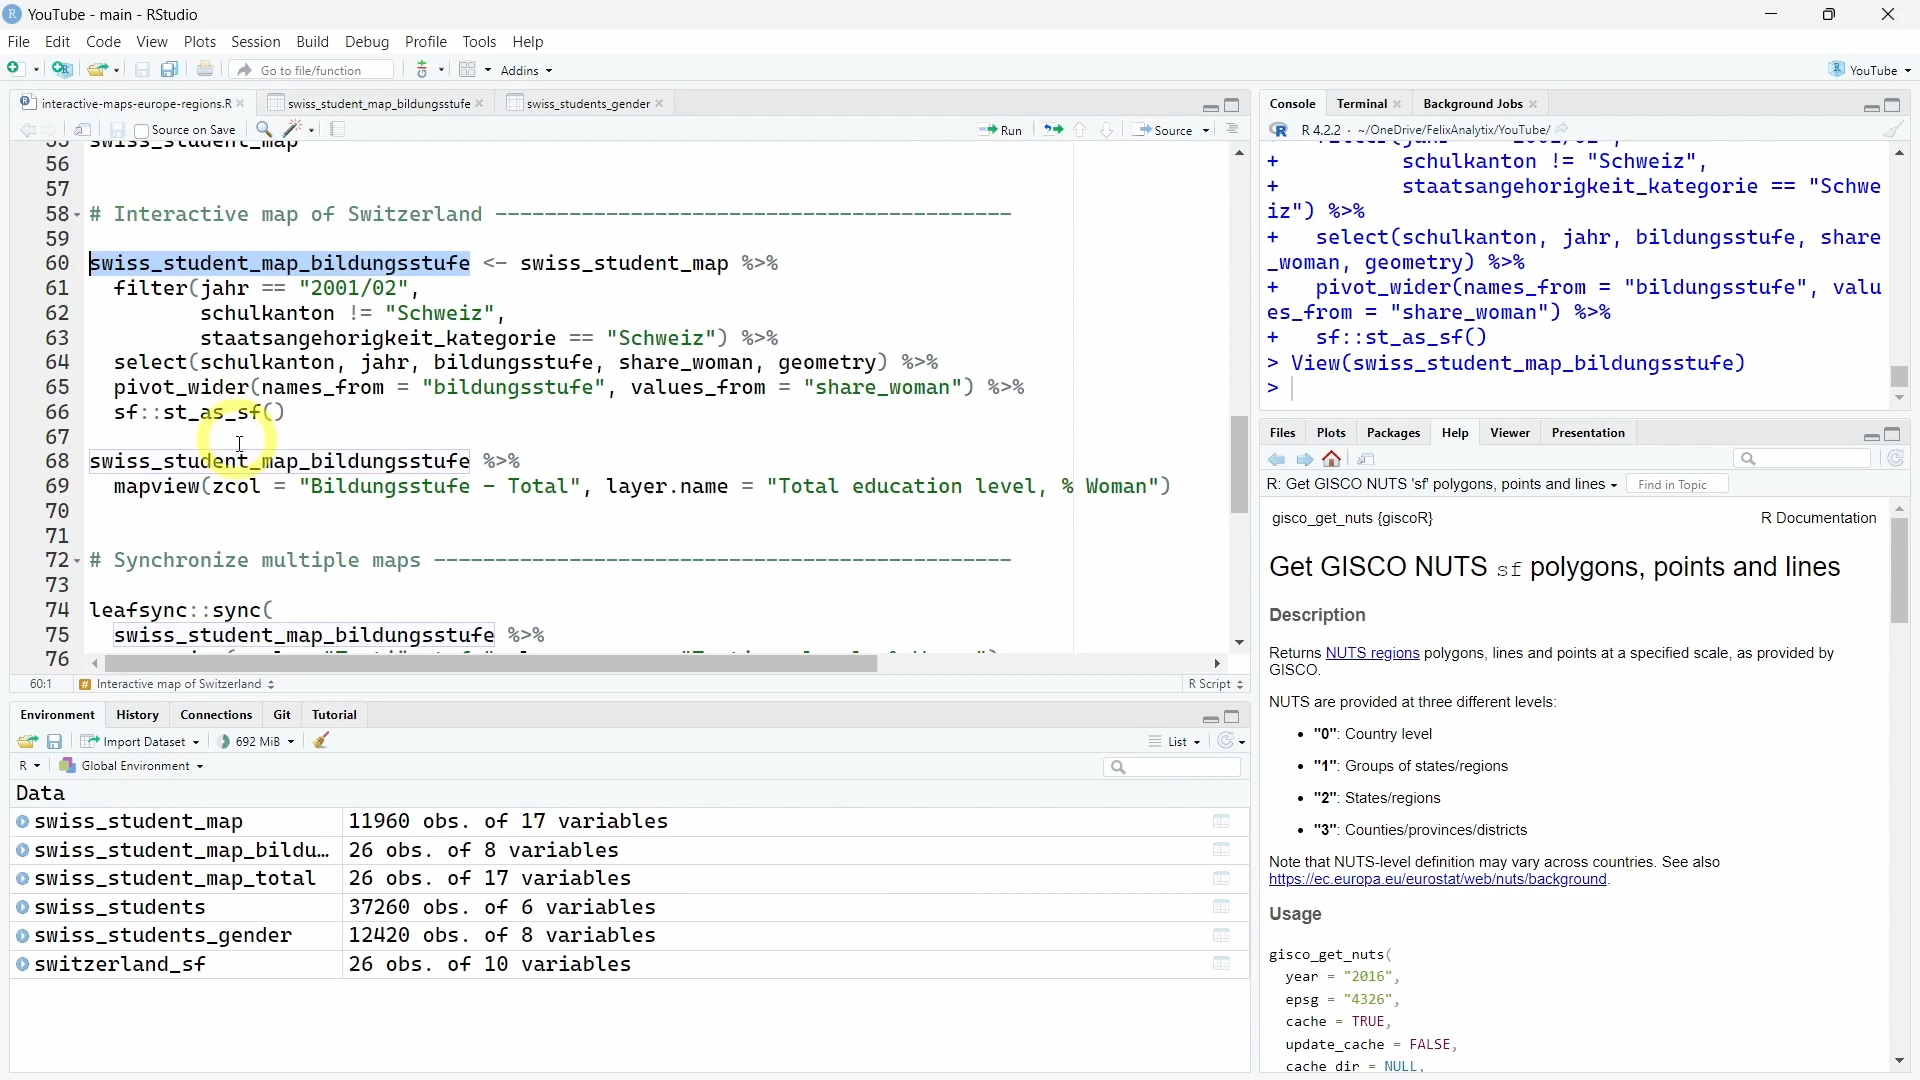 YouTube - main - RStudio
File Edit Code View Plots Session Build Debug Profile Tools Help
Go to file/function Addins YouTube
interactive-maps-europe-regions.R swiss_student_map_bildungsstufe swiss_students_gender
Source on Save Run Source
55 swiss_student_map
56
57
58 # Interactive map of Switzerland ------------------------------------------
59
60 swiss_student_map_bildungsstufe <- swiss_student_map %>%
61 filter(jahr == "2001/02",
62 schulkanton != "Schweiz",
63 staatsangehorigkeit_kategorie == "Schweiz") %>%
64 select(schulkanton, jahr, bildungsstufe, share_woman, geometry) %>%
65 pivot_wider(names_from = "bildungsstufe", values_from = "share_woman") %>%
66 sf::st_as_sf()
67
68 swiss_student_map_bildungsstufe %>%
69 mapview(zcol = "Bildungsstufe - Total", layer.name = "Total education level, % Woman")
70
71
72 # Synchronize multiple maps -----------------------------------------------
73
74 leafsync::sync(
75 swiss_student_map_bildungsstufe %>%
76
60:1 Interactive map of Switzerland R Script
Environment History Connections Git Tutorial
Import Dataset 692 MiB List
R Global Environment
Data
swiss_student_map 11960 obs. of 17 variables
swiss_student_map_bildu… 26 obs. of 8 variables
swiss_student_map_total 26 obs. of 17 variables
swiss_students 37260 obs. of 6 variables
swiss_students_gender 12420 obs. of 8 variables
switzerland_sf 26 obs. of 10 variables
Console Terminal Background Jobs
R 4.2.2 · ~/OneDrive/FelixAnalytix/YouTube/
+ schulkanton != "Schweiz",
+ staatsangehorigkeit_kategorie == "Schwe
iz") %>%
+ select(schulkanton, jahr, bildungsstufe, share
_woman, geometry) %>%
+ pivot_wider(names_from = "bildungsstufe", valu
es_from = "share_woman") %>%
+ sf::st_as_sf()
> View(swiss_student_map_bildungsstufe)
>
Files Plots Packages Help Viewer Presentation
R: Get GISCO NUTS 'sf' polygons, points and lines Find in Topic
gisco_get_nuts {giscoR} R Documentation
Get GISCO NUTS sf polygons, points and lines
Description
Returns NUTS regions polygons, lines and points at a specified scale, as provided by
GISCO.
NUTS are provided at three different levels:
• "0": Country level
• "1": Groups of states/regions
• "2": States/regions
• "3": Counties/provinces/districts
Note that NUTS-level definition may vary across countries. See also
https://ec.europa.eu/eurostat/web/nuts/background.
Usage
gisco_get_nuts(
year = "2016",
epsg = "4326",
cache = TRUE,
update_cache = FALSE,
cache_dir = NULL,